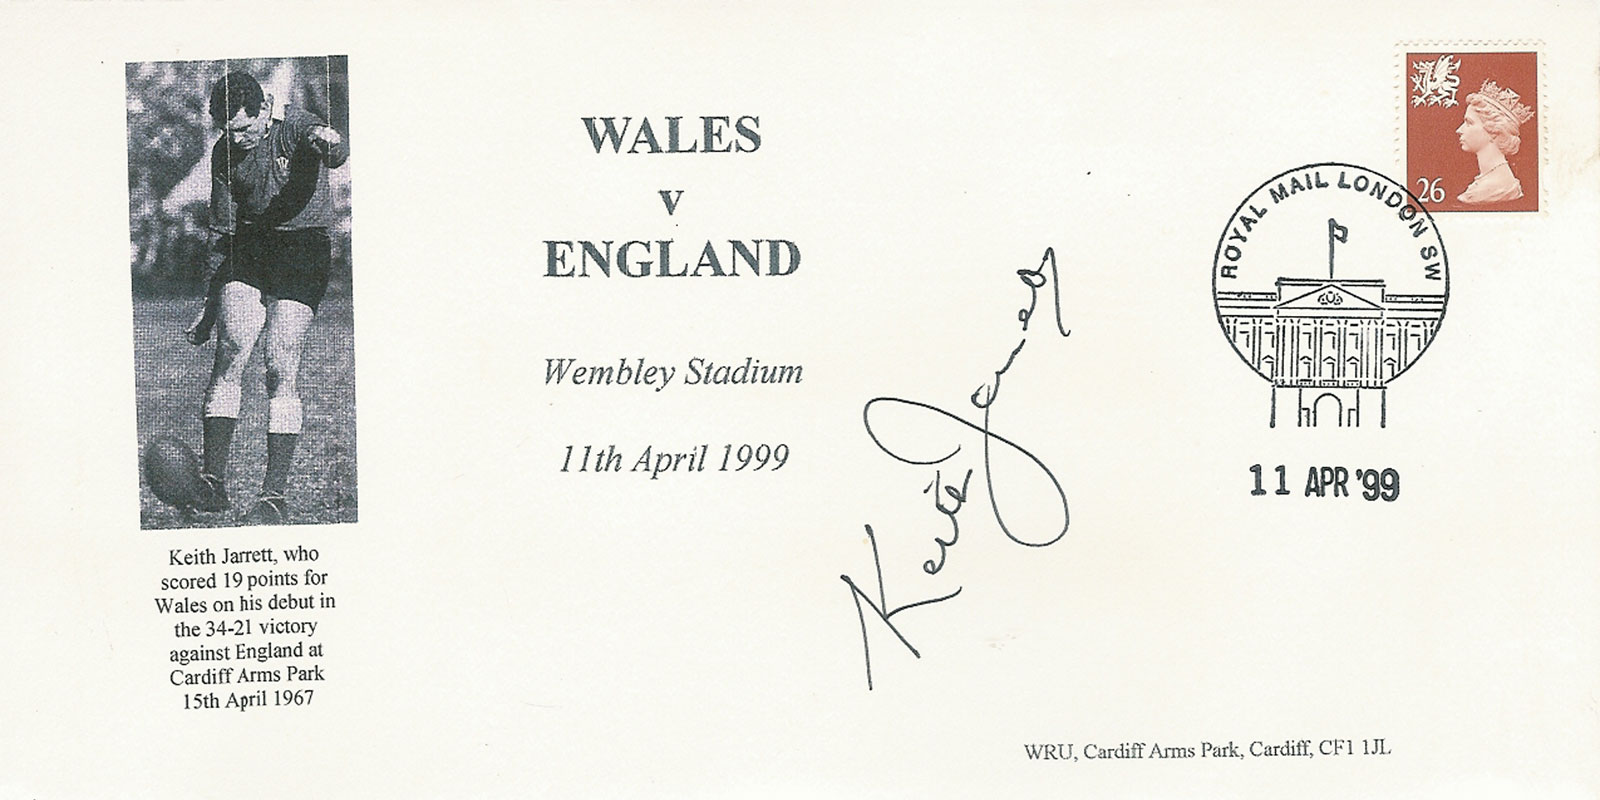 WALES
v
ENGLAND
Wembley Stadium
11th April 1999
Keith Jarrett, who
scored 19 points for
Wales on his debut in
the 34-21 victory
against England at
Cardiff Arms Park
15th April 1967
Keith Jarrett
26
ROYAL MAIL LONDON SW
11 APR '99
WRU, Cardiff Arms Park, Cardiff, CF1 1JL